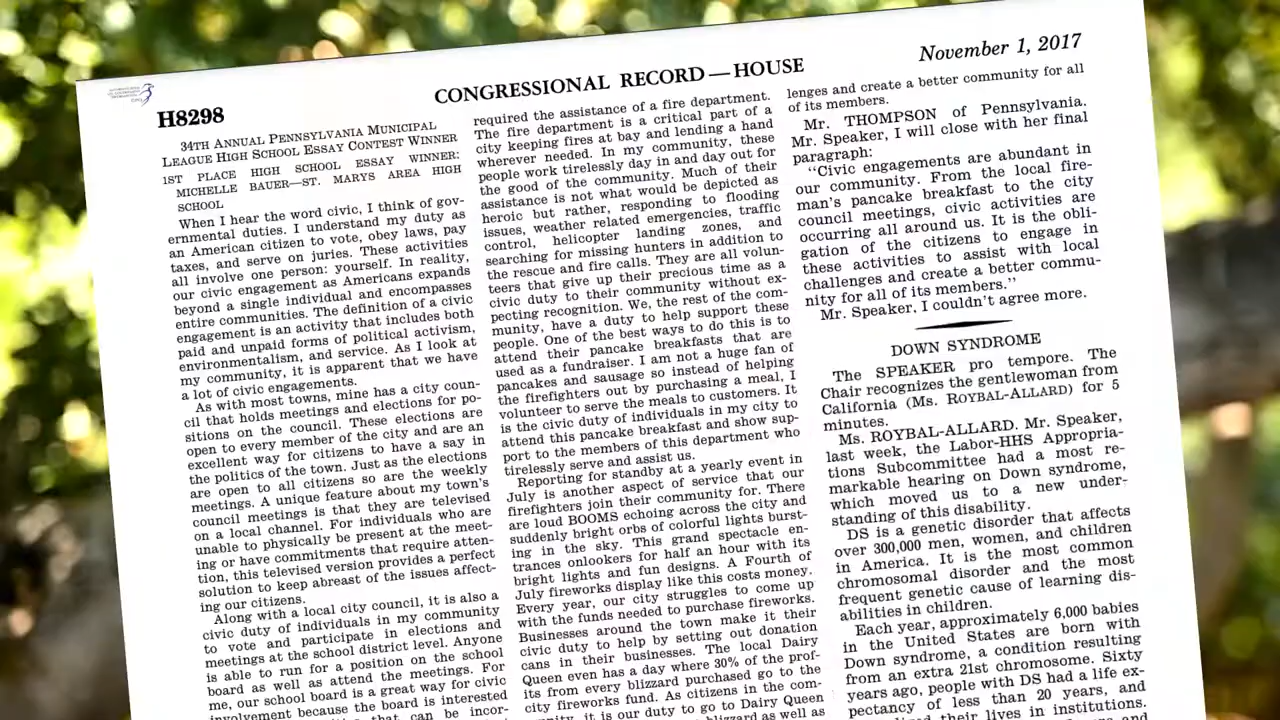 H8298
CONGRESSIONAL RECORD — HOUSE
November 1, 2017
34TH ANNUAL PENNSYLVANIA MUNICIPAL
LEAGUE HIGH SCHOOL ESSAY CONTEST WINNER
1ST PLACE HIGH SCHOOL ESSAY WINNER:
MICHELLE BAUER—ST. MARYS AREA HIGH
SCHOOL
When I hear the word civic, I think of gov-
ernmental duties. I understand my duty as
an American citizen to vote, obey laws, pay
taxes, and serve on juries. These activities
all involve one person: yourself. In reality,
our civic engagement as Americans expands
beyond a single individual and encompasses
entire communities. The definition of a civic
engagement is an activity that includes both
paid and unpaid forms of political activism,
environmentalism, and service. As I look at
my community, it is apparent that we have
a lot of civic engagements.
As with most towns, mine has a city coun-
cil that holds meetings and elections for po-
sitions on the council. These elections are
open to every member of the city and are an
excellent way for citizens to have a say in
the politics of the town. Just as the elections
are open to all citizens so are the weekly
meetings. A unique feature about my town's
council meetings is that they are televised
on a local channel. For individuals who are
unable to physically be present at the meet-
ing or have commitments that require atten-
tion, this televised version provides a perfect
solution to keep abreast of the issues affect-
ing our citizens.
Along with a local city council, it is also a
civic duty of individuals in my community
to vote and participate in elections and
meetings at the school district level. Anyone
is able to run for a position on the school
board as well as attend the meetings. For
me, our school board is a great way for civic
involvement because the board is interested
that can be incor-
required the assistance of a fire department.
The fire department is a critical part of a
city keeping fires at bay and lending a hand
wherever needed. In my community, these
people work tirelessly day in and day out for
the good of the community. Much of their
assistance is not what would be depicted as
heroic but rather, responding to flooding
issues, weather related emergencies, traffic
control, helicopter landing zones, and
searching for missing hunters in addition to
the rescue and fire calls. They are all volun-
teers that give up their precious time as a
civic duty to their community without ex-
pecting recognition. We, the rest of the com-
munity, have a duty to help support these
people. One of the best ways to do this is to
attend their pancake breakfasts that are
used as a fundraiser. I am not a huge fan of
pancakes and sausage so instead of helping
the firefighters out by purchasing a meal, I
volunteer to serve the meals to customers. It
is the civic duty of individuals in my city to
attend this pancake breakfast and show sup-
port to the members of this department who
tirelessly serve and assist us.
Reporting for standby at a yearly event in
July is another aspect of service that our
firefighters join their community for. There
are loud BOOMS echoing across the city and
suddenly bright orbs of colorful lights burst-
ing in the sky. This grand spectacle en-
trances onlookers for half an hour with its
bright lights and fun designs. A Fourth of
July fireworks display like this costs money.
Every year, our city struggles to come up
with the funds needed to purchase fireworks.
Businesses around the town make it their
civic duty to help by setting out donation
cans in their businesses. The local Dairy
Queen even has a day where 30% of the prof-
its from every blizzard purchased go to the
city fireworks fund. As citizens in the com-
munity, it is our duty to go to Dairy Queen
blizzard as well as
lenges and create a better community for all
of its members.
Mr. THOMPSON of Pennsylvania.
Mr. Speaker, I will close with her final
paragraph:
“Civic engagements are abundant in
our community. From the local fire-
man's pancake breakfast to the city
council meetings, civic activities are
occurring all around us. It is the obli-
gation of the citizens to engage in
these activities to assist with local
challenges and create a better commu-
nity for all of its members.”
Mr. Speaker, I couldn't agree more.
DOWN SYNDROME
The SPEAKER pro tempore. The
Chair recognizes the gentlewoman from
California (Ms. ROYBAL-ALLARD) for 5
minutes.
Ms. ROYBAL-ALLARD. Mr. Speaker,
last week, the Labor-HHS Appropria-
tions Subcommittee had a most re-
markable hearing on Down syndrome,
which moved us to a new under-
standing of this disability.
DS is a genetic disorder that affects
over 300,000 men, women, and children
in America. It is the most common
chromosomal disorder and the most
frequent genetic cause of learning dis-
abilities in children.
Each year, approximately 6,000 babies
in the United States are born with
Down syndrome, a condition resulting
from an extra 21st chromosome. Sixty
years ago, people with DS had a life ex-
pectancy of less than 20 years, and
their lives in institutions.